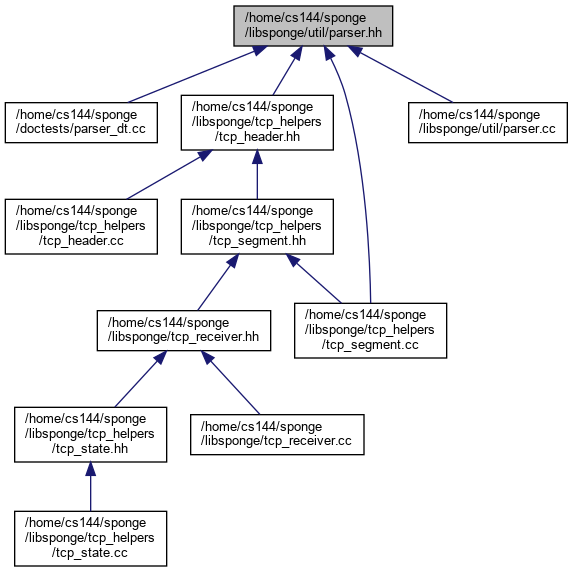 /home/cs144/sponge
/libsponge/util/parser.hh
/home/cs144/sponge
/doctests/parser_dt.cc
/home/cs144/sponge
/libsponge/tcp_helpers
/tcp_header.hh
/home/cs144/sponge
/libsponge/util/parser.cc
/home/cs144/sponge
/libsponge/tcp_helpers
/tcp_header.cc
/home/cs144/sponge
/libsponge/tcp_helpers
/tcp_segment.hh
/home/cs144/sponge
/libsponge/tcp_receiver.hh
/home/cs144/sponge
/libsponge/tcp_helpers
/tcp_segment.cc
/home/cs144/sponge
/libsponge/tcp_helpers
/tcp_state.hh
/home/cs144/sponge
/libsponge/tcp_receiver.cc
/home/cs144/sponge
/libsponge/tcp_helpers
/tcp_state.cc